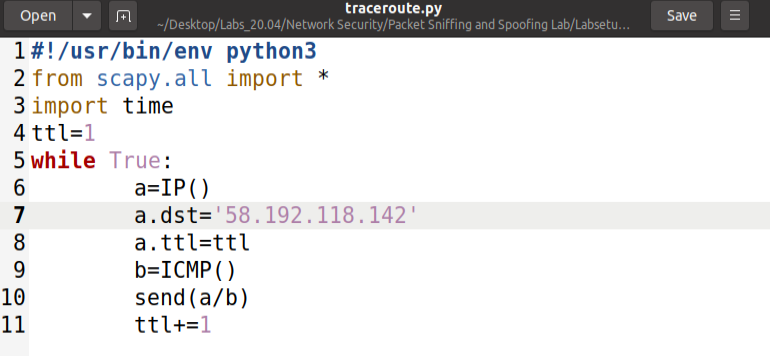 Open
traceroute.py
~/Desktop/Labs_20.04/Network Security/Packet Sniffing and Spoofing Lab/Labsetu...
Save
1 #!/usr/bin/env python3
2 from scapy.all import *
3 import time
4 ttl=1
5 while True:
6         a=IP()
7         a.dst='58.192.118.142'
8         a.ttl=ttl
9         b=ICMP()
10         send(a/b)
11         ttl+=1